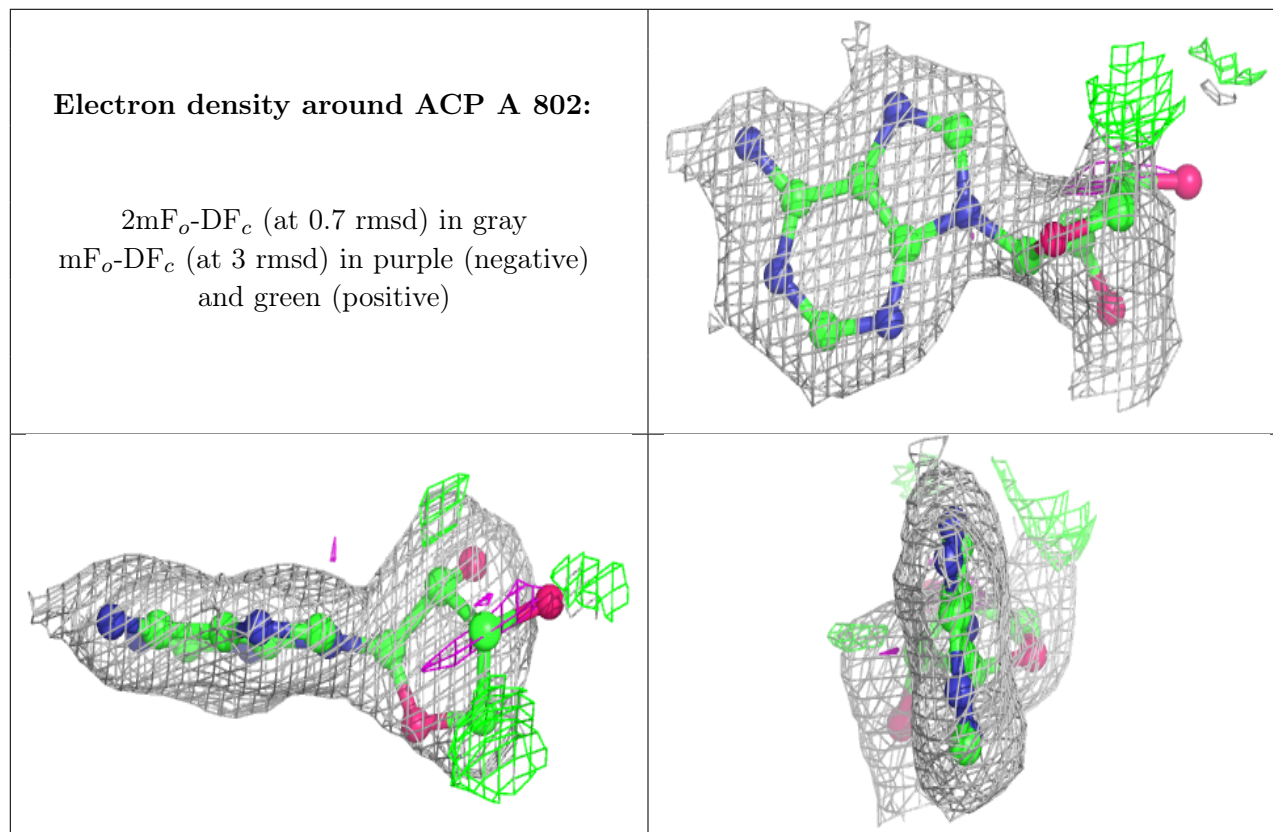 Electron density around ACP A 802:
2mFo-DFc (at 0.7 rmsd) in gray
mFo-DFc (at 3 rmsd) in purple (negative)
and green (positive)